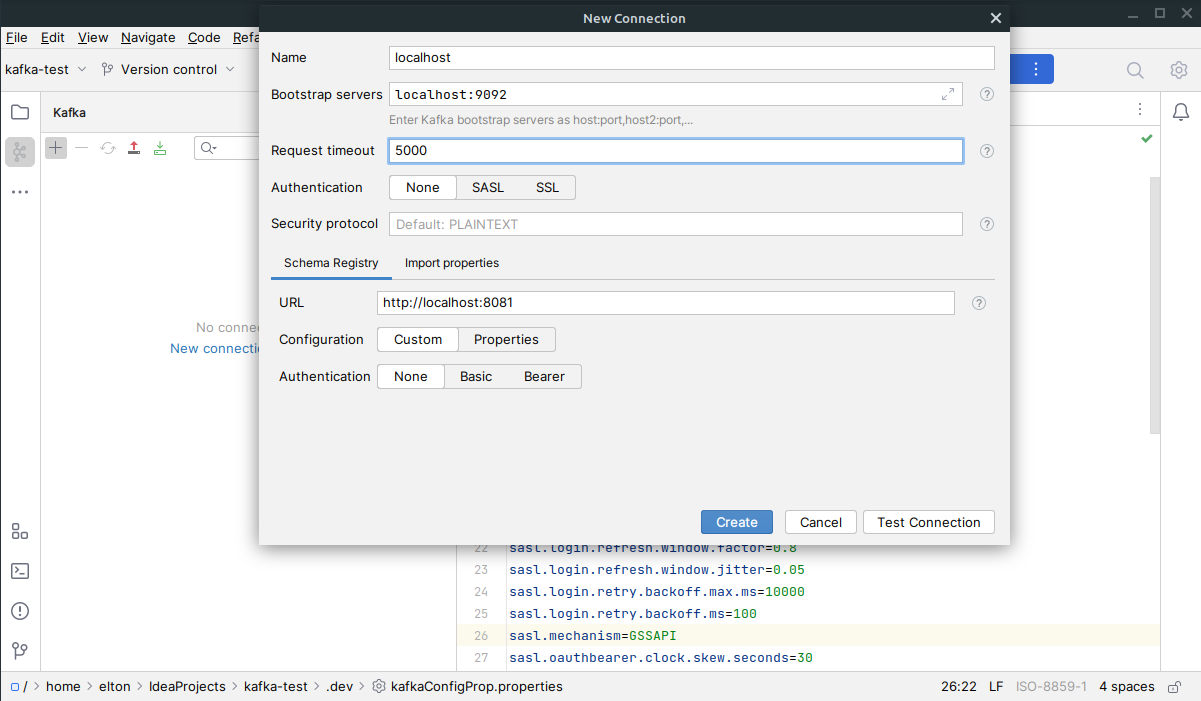 New Connection
File Edit View Navigate Code Refa
Name localhost
kafka-test Version control
Bootstrap servers localhost:9092
Enter Kafka bootstrap servers as host:port,host2:port,...
Kafka
Request timeout 5000
Authentication None SASL SSL
Security protocol Default: PLAINTEXT
Schema Registry Import properties
URL http://localhost:8081
No conne
Configuration Custom Properties
New connecti
Authentication None Basic Bearer
Create Cancel Test Connection
22 sasl.login.refresh.window.factor=0.8
23 sasl.login.refresh.window.jitter=0.05
24 sasl.login.retry.backoff.max.ms=10000
25 sasl.login.retry.backoff.ms=100
26 sasl.mechanism=GSSAPI
27 sasl.oauthbearer.clock.skew.seconds=30
/ > home > elton > IdeaProjects > kafka-test > .dev > kafkaConfigProp.properties 26:22 LF ISO-8859-1 4 spaces